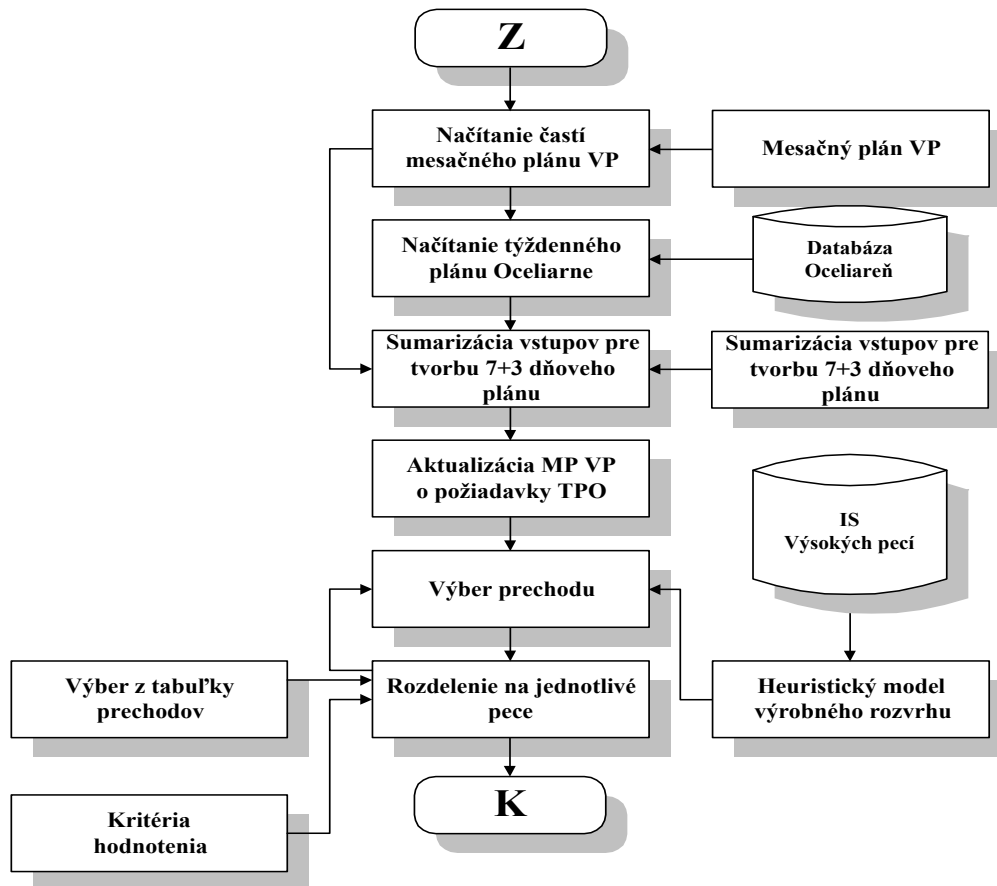 Z
Načítanie častí
mesačného plánu VP
Mesačný plán VP
Načítanie týždenného
plánu Oceliarne
Databáza
Oceliareň
Sumarizácia vstupov pre
tvorbu 7+3 dňoveho
plánu
Sumarizácia vstupov pre
tvorbu 7+3 dňoveho
plánu
Aktualizácia MP VP
o požiadavky TPO
IS
Výsokých pecí
Výber prechodu
Výber z tabuľky
prechodov
Rozdelenie na jednotlivé
pece
Heuristický model
výrobného rozvrhu
K
Kritéria
hodnotenia